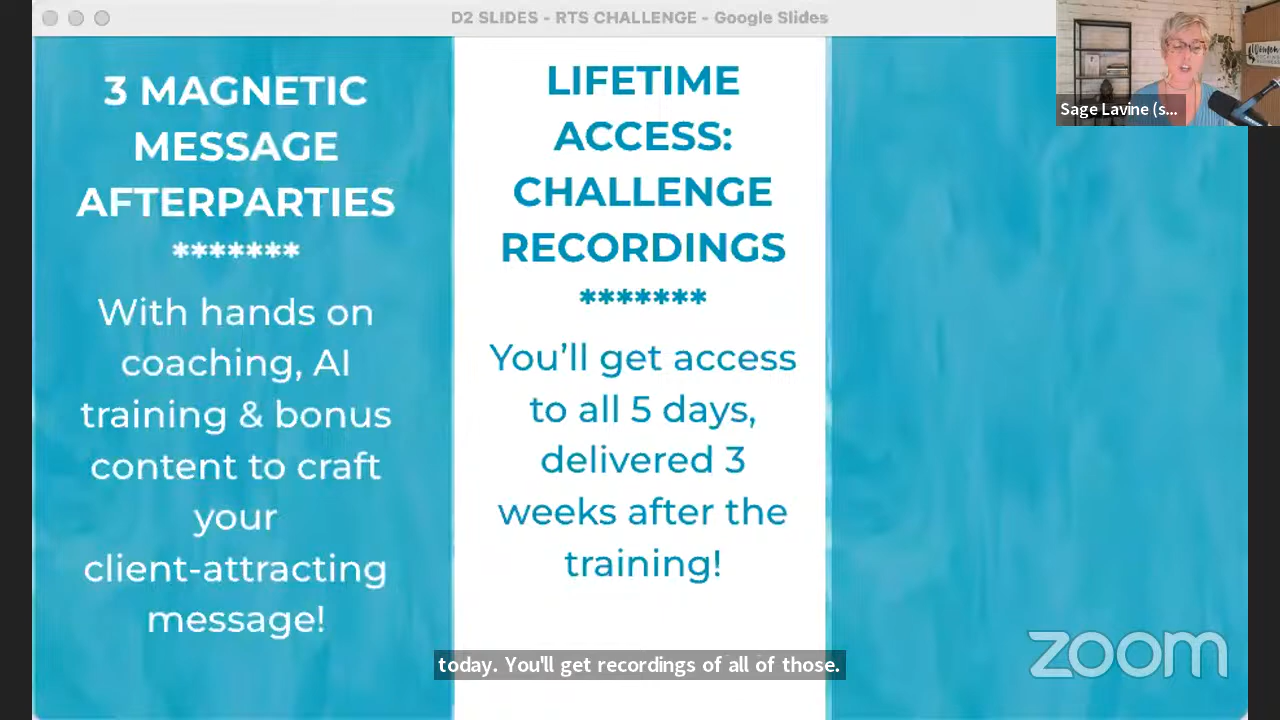 D2 SLIDES - RTS CHALLENGE - Google Slides
3 MAGNETIC
MESSAGE
AFTERPARTIES
*******
With hands on
coaching, AI
training & bonus
content to craft
your
client-attracting
message!
LIFETIME
ACCESS:
CHALLENGE
RECORDINGS
*******
You’ll get access
to all 5 days,
delivered 3
weeks after the
training!
Sage Lavine (s...
today. You'll get recordings of all of those.
zoom